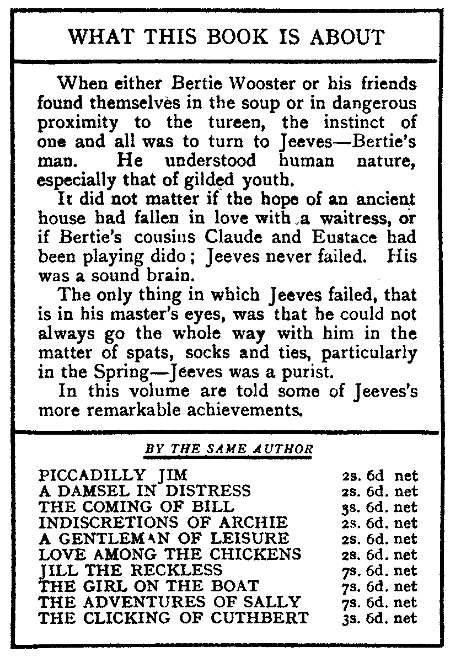 WHAT THIS BOOK IS ABOUT
When either Bertie Wooster or his friends
found themselves in the soup or in dangerous
proximity to the tureen, the instinct of
one and all was to turn to Jeeves—Bertie's
man. He understood human nature,
especially that of gilded youth.
It did not matter if the hope of an ancient
house had fallen in love with a waitress, or
if Bertie's cousins Claude and Eustace had
been playing dido; Jeeves never failed. His
was a sound brain.
The only thing in which Jeeves failed, that
is in his master's eyes, was that he could not
always go the whole way with him in the
matter of spats, socks and ties, particularly
in the Spring—Jeeves was a purist.
In this volume are told some of Jeeves's
more remarkable achievements.
BY THE SAME AUTHOR
PICCADILLY JIM 2s. 6d net
A DAMSEL IN DISTRESS 2s. 6d. net
THE COMING OF BILL 3s. 6d. net
INDISCRETIONS OF ARCHIE 2s. 6d. net
A GENTLEMAN OF LEISURE 2s. 6d. net
LOVE AMONG THE CHICKENS 2s. 6d. net
JILL THE RECKLESS 7s. 6d. net
THE GIRL ON THE BOAT 7s. 6d. net
THE ADVENTURES OF SALLY 7s. 6d. net
THE CLICKING OF CUTHBERT 3s. 6d. net